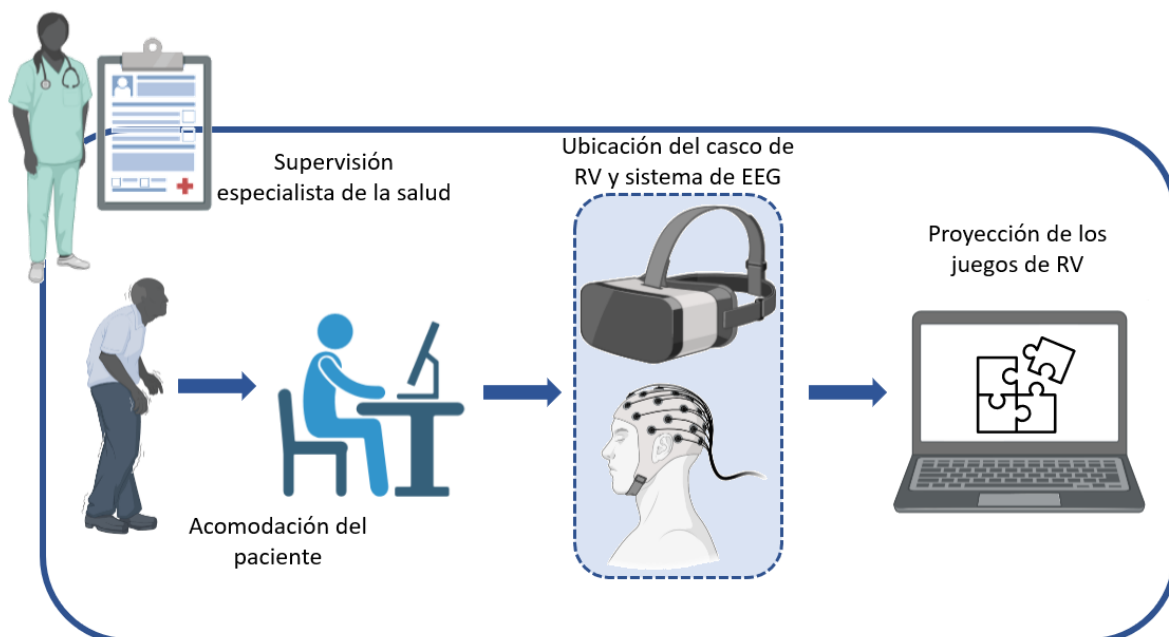 Supervisión
especialista de la salud
Ubicación del casco de
RV y sistema de EEG
Proyección de los
juegos de RV
Acomodación del
paciente